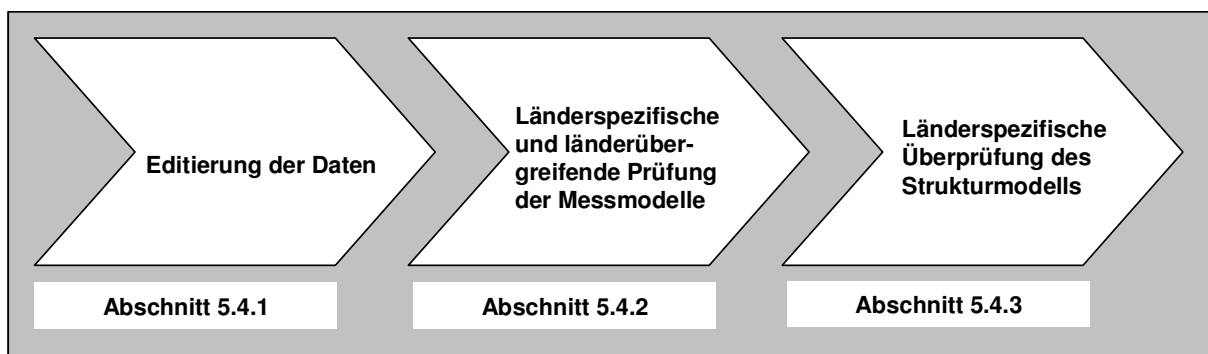 Editierung der Daten
Länderspezifische
und länderüber-
greifende Prüfung
der Messmodelle
Länderspezifische
Überprüfung des
Strukturmodells
Abschnitt 5.4.1
Abschnitt 5.4.2
Abschnitt 5.4.3